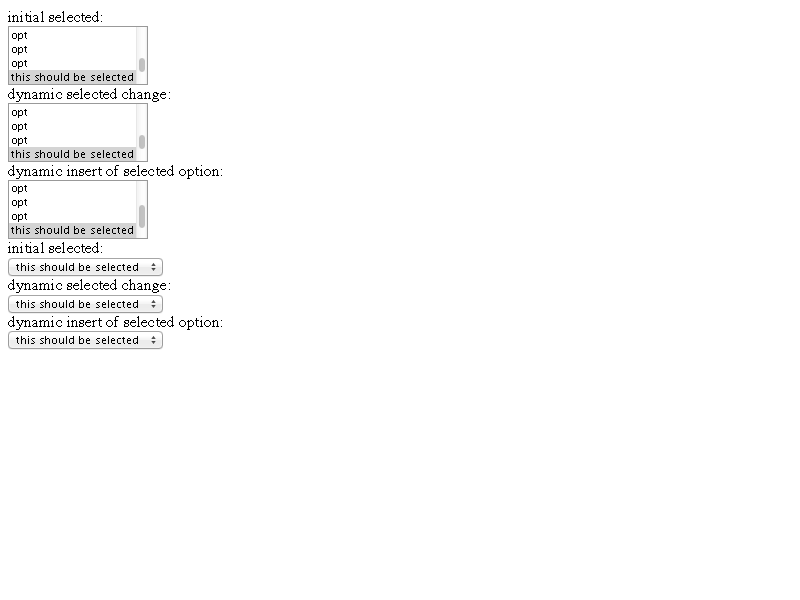 initial selected:
opt
opt
opt
this should be selected
dynamic selected change:
opt
opt
opt
this should be selected
dynamic insert of selected option:
opt
opt
opt
this should be selected
initial selected:
this should be selected
dynamic selected change:
this should be selected
dynamic insert of selected option:
this should be selected